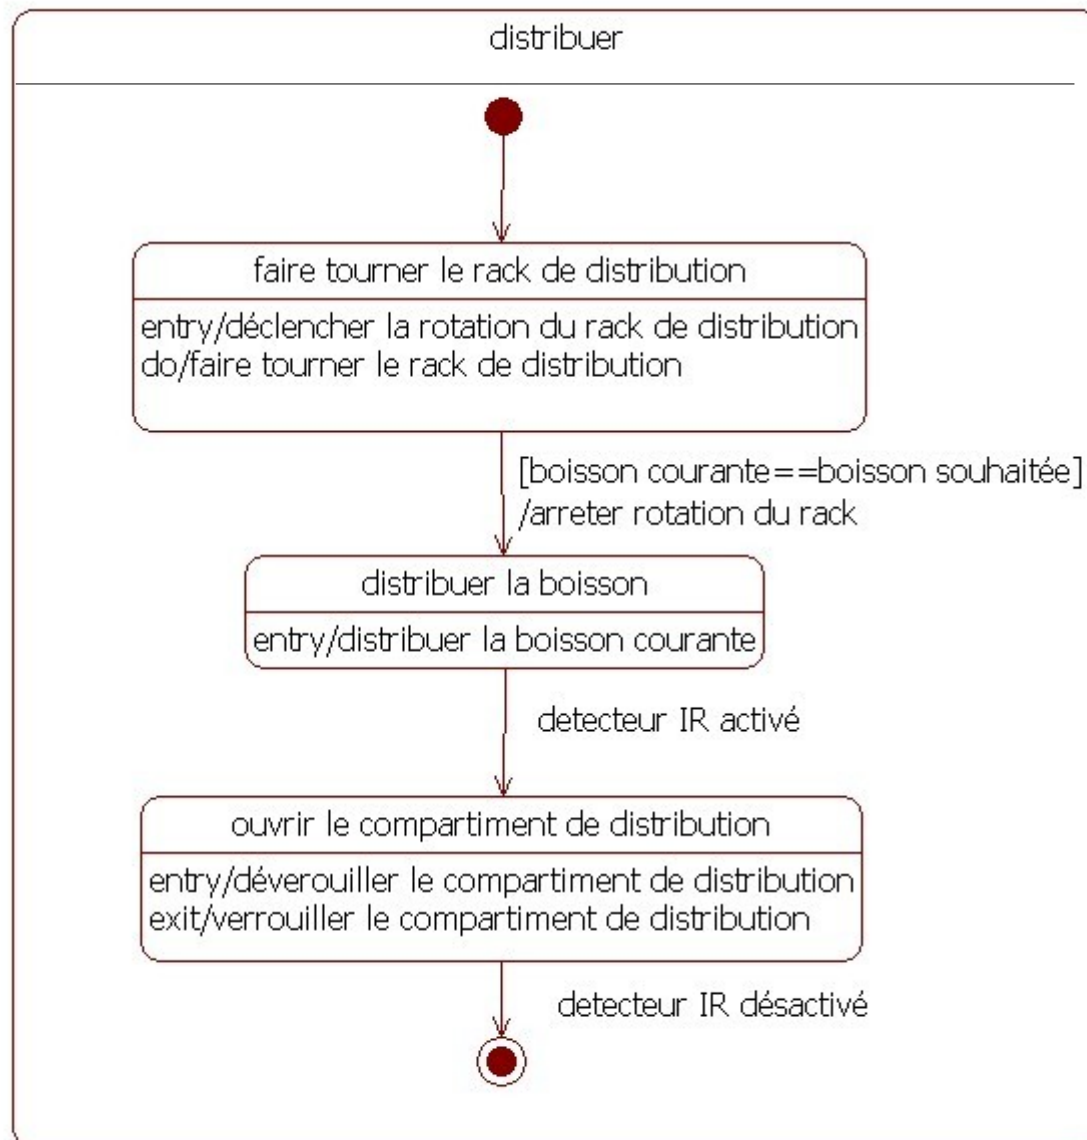 distribuer
faire tourner le rack de distribution
entry/déclencher la rotation du rack de distribution
do/faire tourner le rack de distribution
[boisson courante==boisson souhaitée]
/arreter rotation du rack
distribuer la boisson
entry/distribuer la boisson courante
detecteur IR activé
ouvrir le compartiment de distribution
entry/déverouiller le compartiment de distribution
exit/verrouiller le compartiment de distribution
detecteur IR désactivé